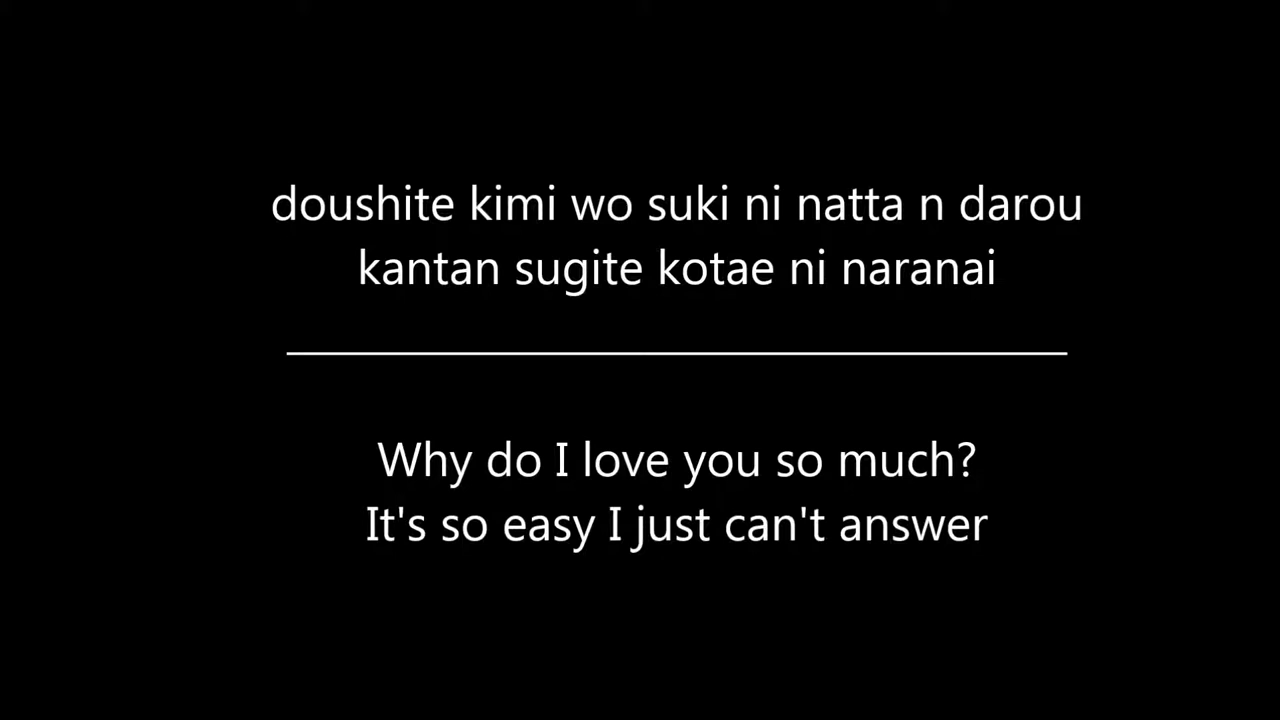 doushite kimi wo suki ni natta n darou
kantan sugite kotae ni naranai
Why do I love you so much?
It's so easy I just can't answer